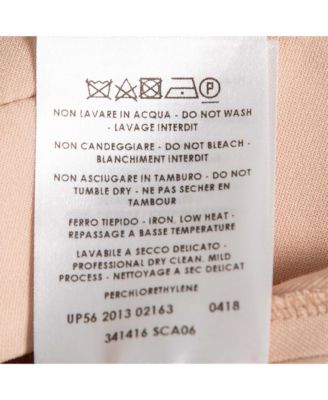 P
NON LAVARE IN ACQUA - DO NOT WASH
- LAVAGE INTERDIT
NON CANDEGGIARE - DO NOT BLEACH -
BLANCHIMENT INTERDIT
NON ASCIUGARE IN TAMBURO - DO NOT
TUMBLE DRY - NE PAS SECHER EN
TAMBOUR
FERRO TIEPIDO - IRON, LOW HEAT -
REPASSAGE A BASSE TEMPERATURE
LAVABILE A SECCO DELICATO -
PROFESSIONAL DRY CLEAN, MILD
PROCESS - NETTOYAGE A SEC DELICAT
PERCHLORETHYLENE
UP56 2013 02163 0418
341416 SCA06